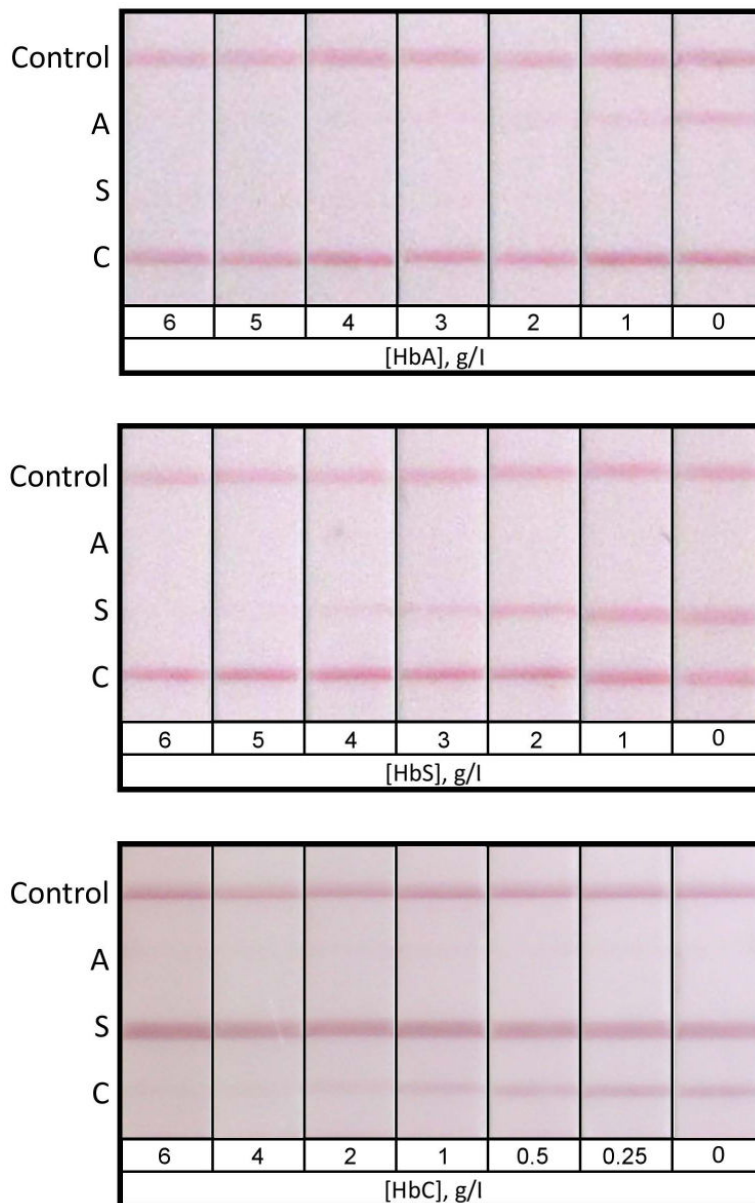 Control
A
S
C
6 5 4 3 2 1 0
[HbA], g/l
Control
A
S
C
6 5 4 3 2 1 0
[HbS], g/l
Control
A
S
C
6 4 2 1 0.5 0.25 0
[HbC], g/l